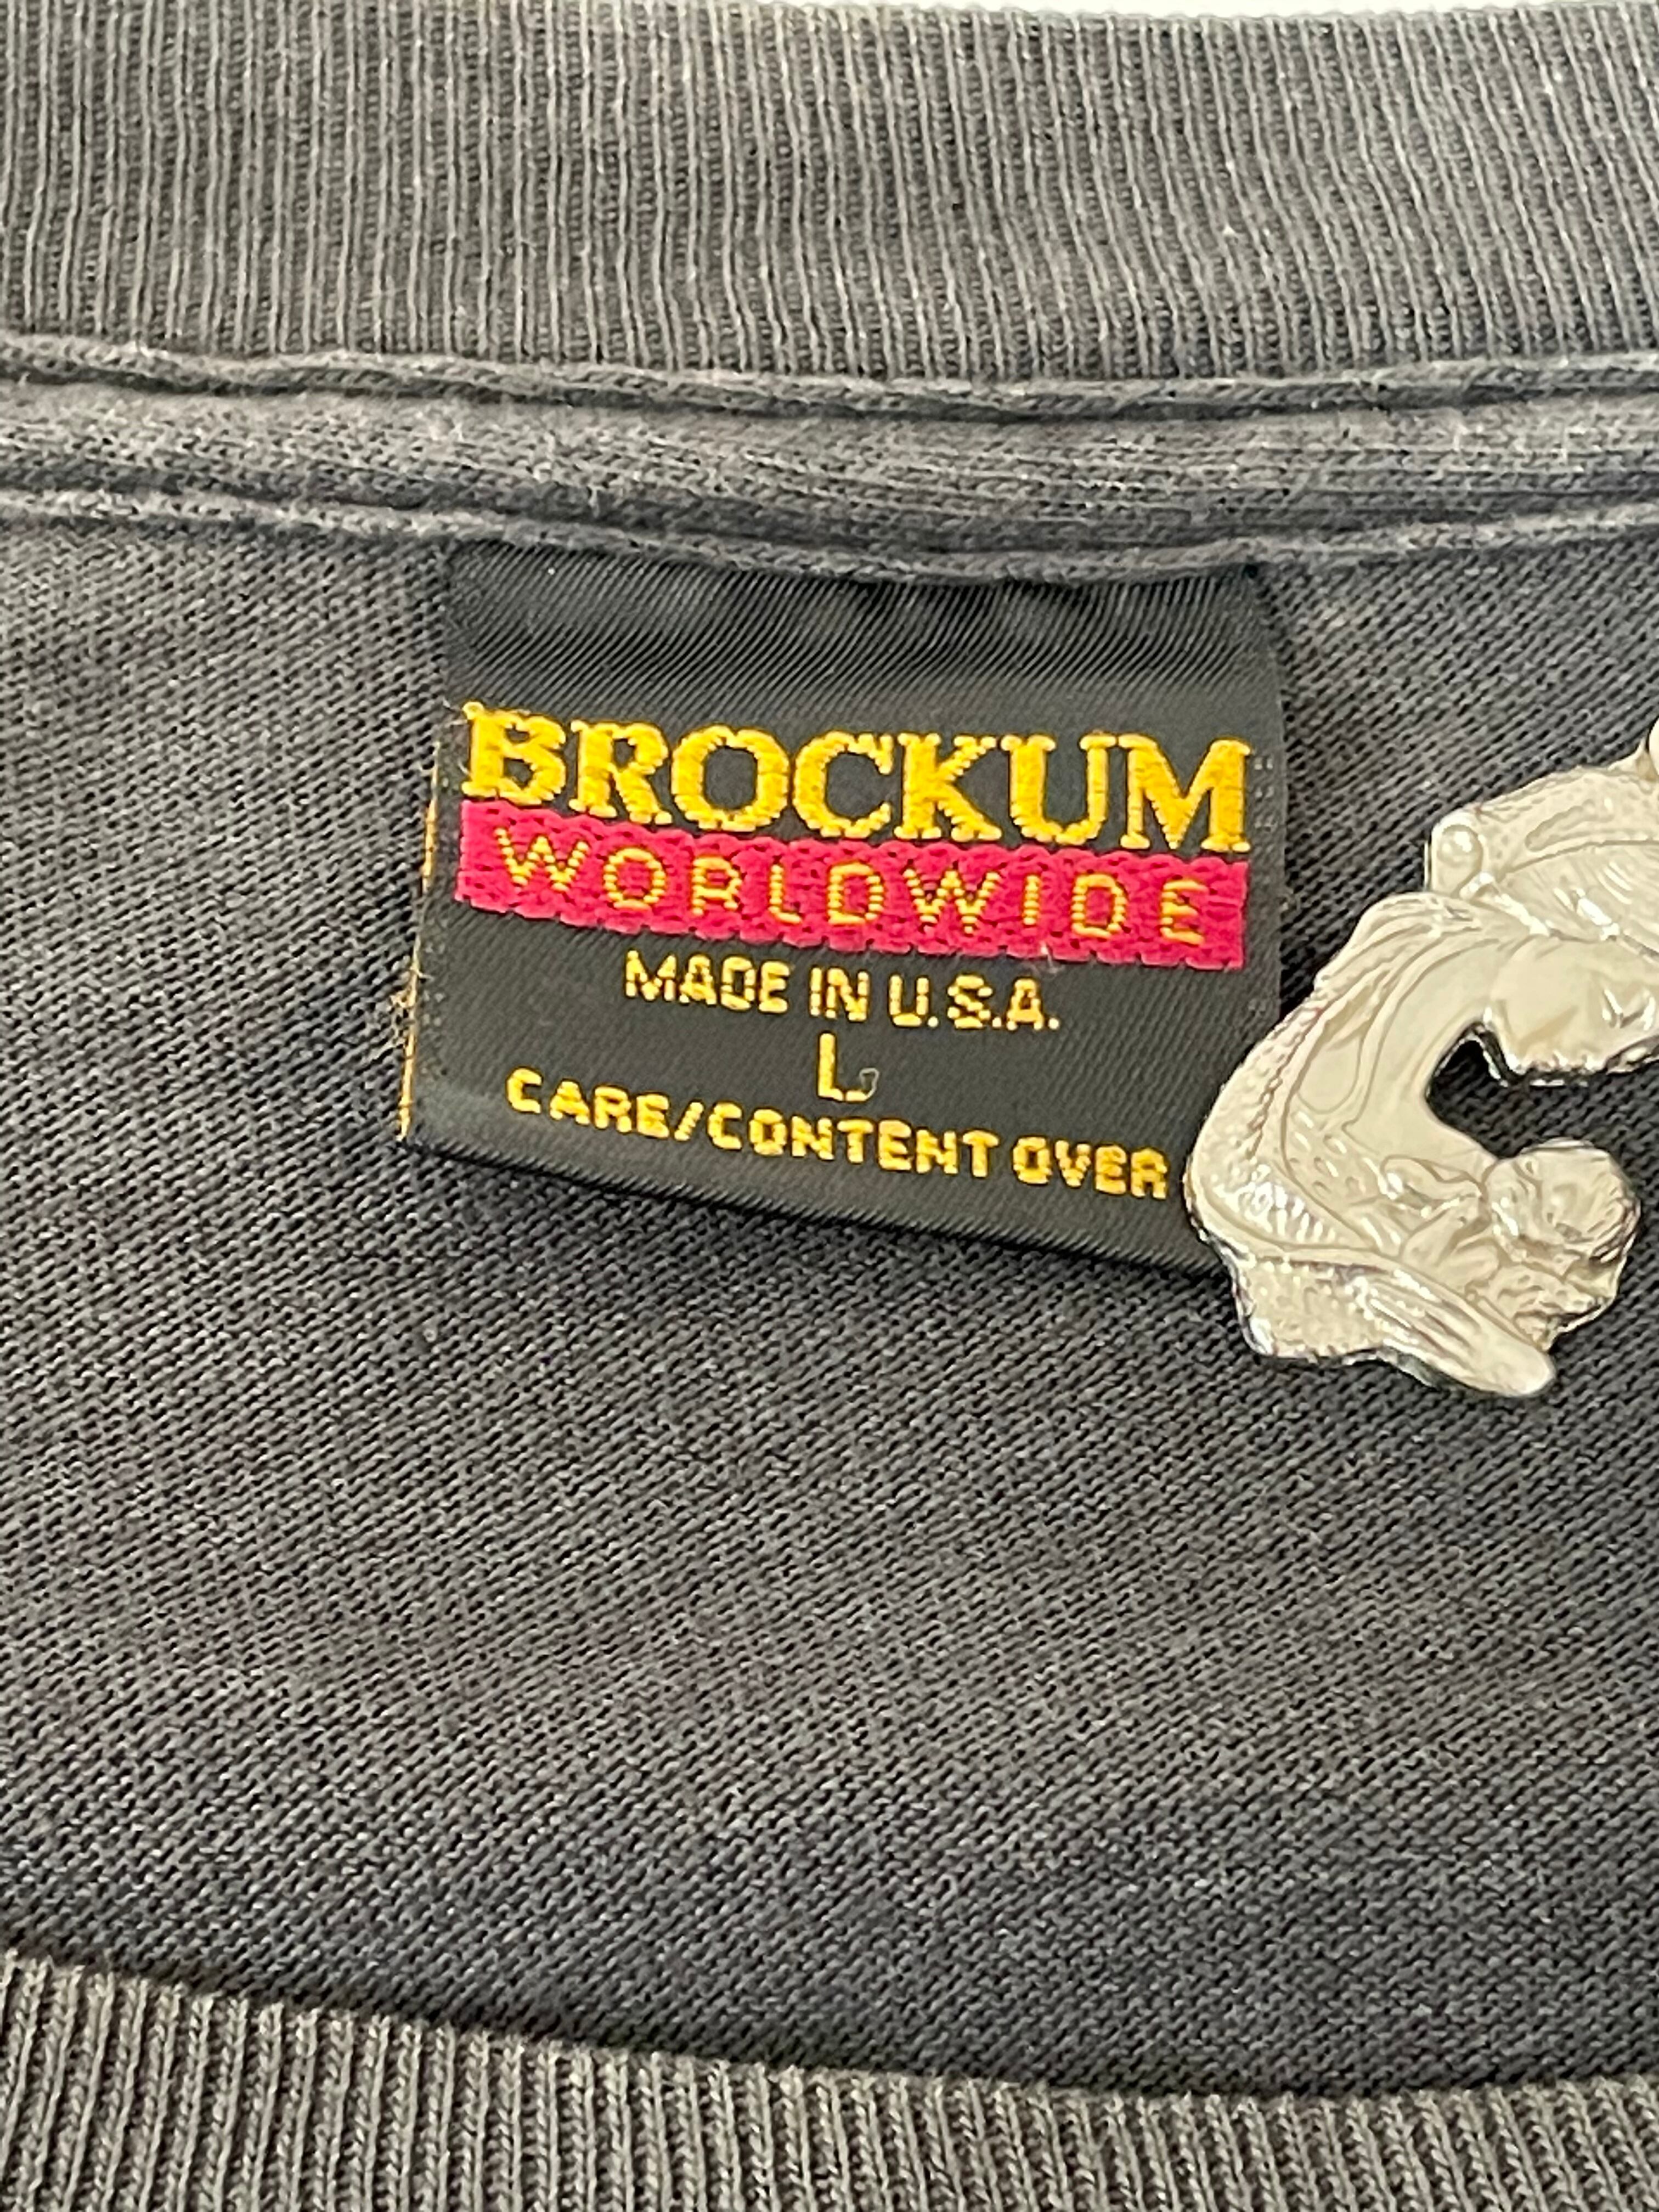 BROCKUM
WORLDWIDE
MADE IN U.S.A.
L
CARE/CONTENT OVER